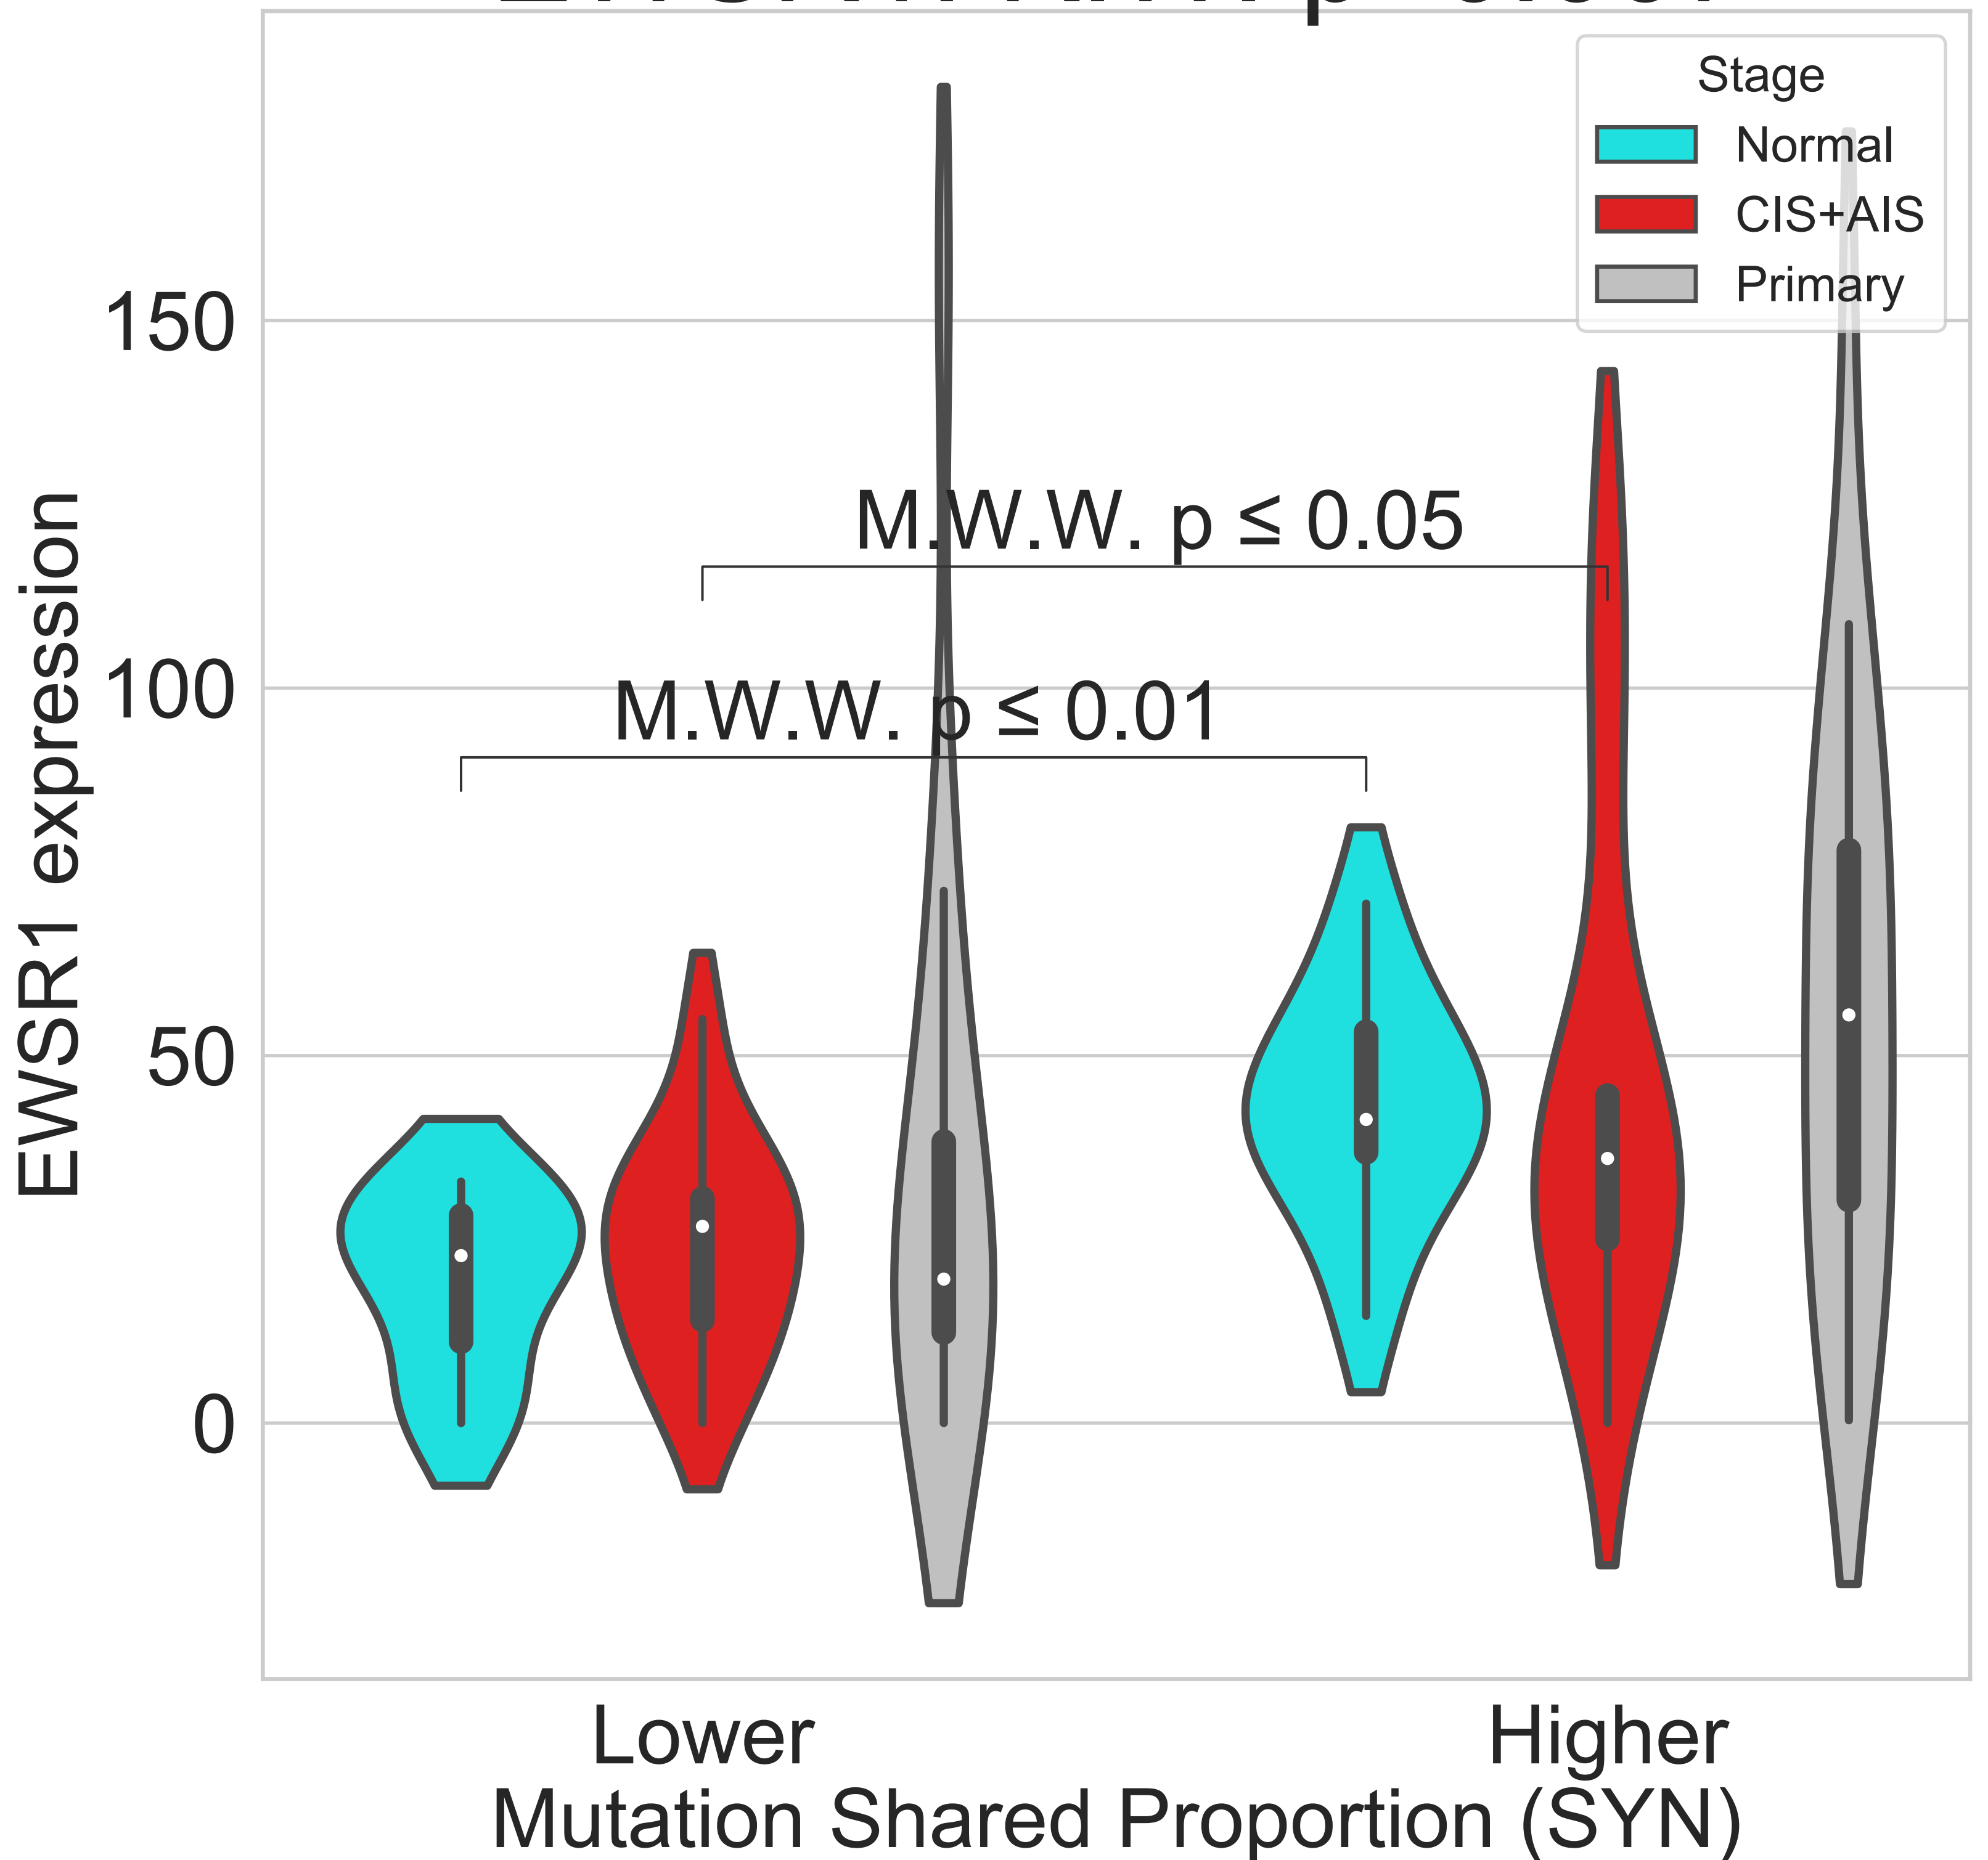 Stage
Normal
CIS+AIS
Primary
150
100
50
0
EWSR1 expression
M.W.W. p ≤ 0.05
M.W.W. p ≤ 0.01
Lower
Higher
Mutation Shared Proportion (SYN)